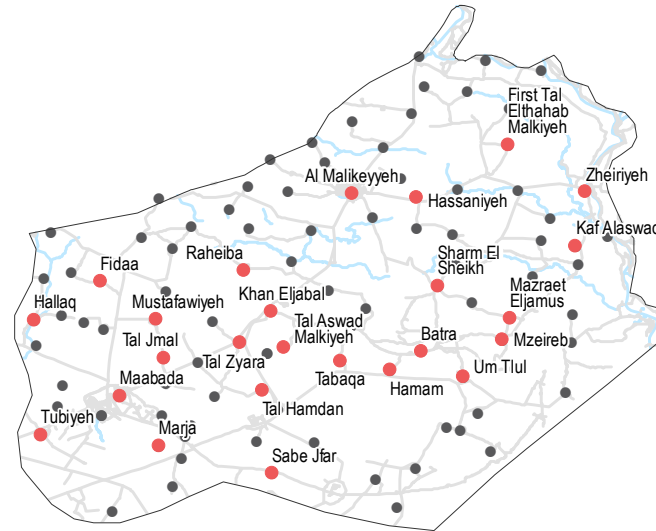 First Tal
Elthahab
Malkiyeh
Al Malikeyyeh
Zheiriyeh
Hassaniyeh
Kaf Alaswad
Raheiba
Sharm El
Sheikh
Fidaa
Khan Eljabal
Mazraet
Eljamus
Hallaq
Mustafawiyeh
Tal Aswad
Malkiyeh
Tal Jmal
Tal Zyara
Batra
Mzeireb
Maabada
Tabaqa
Hamam
Um Tlul
Tubiyeh
Tal Hamdan
Marja
Sabe Jfar